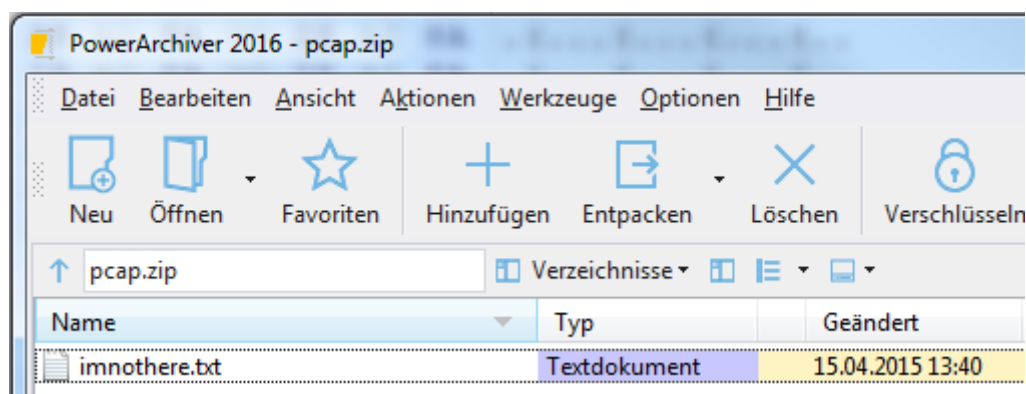 PowerArchiver 2016 - pcap.zip
Datei Bearbeiten Ansicht Aktionen Werkzeuge Optionen Hilfe
Neu Öffnen Favoriten Hinzufügen Entpacken Löschen Verschlüsseln
pcap.zip Verzeichnisse
Name Typ Geändert
imnothere.txt Textdokument 15.04.2015 13:40